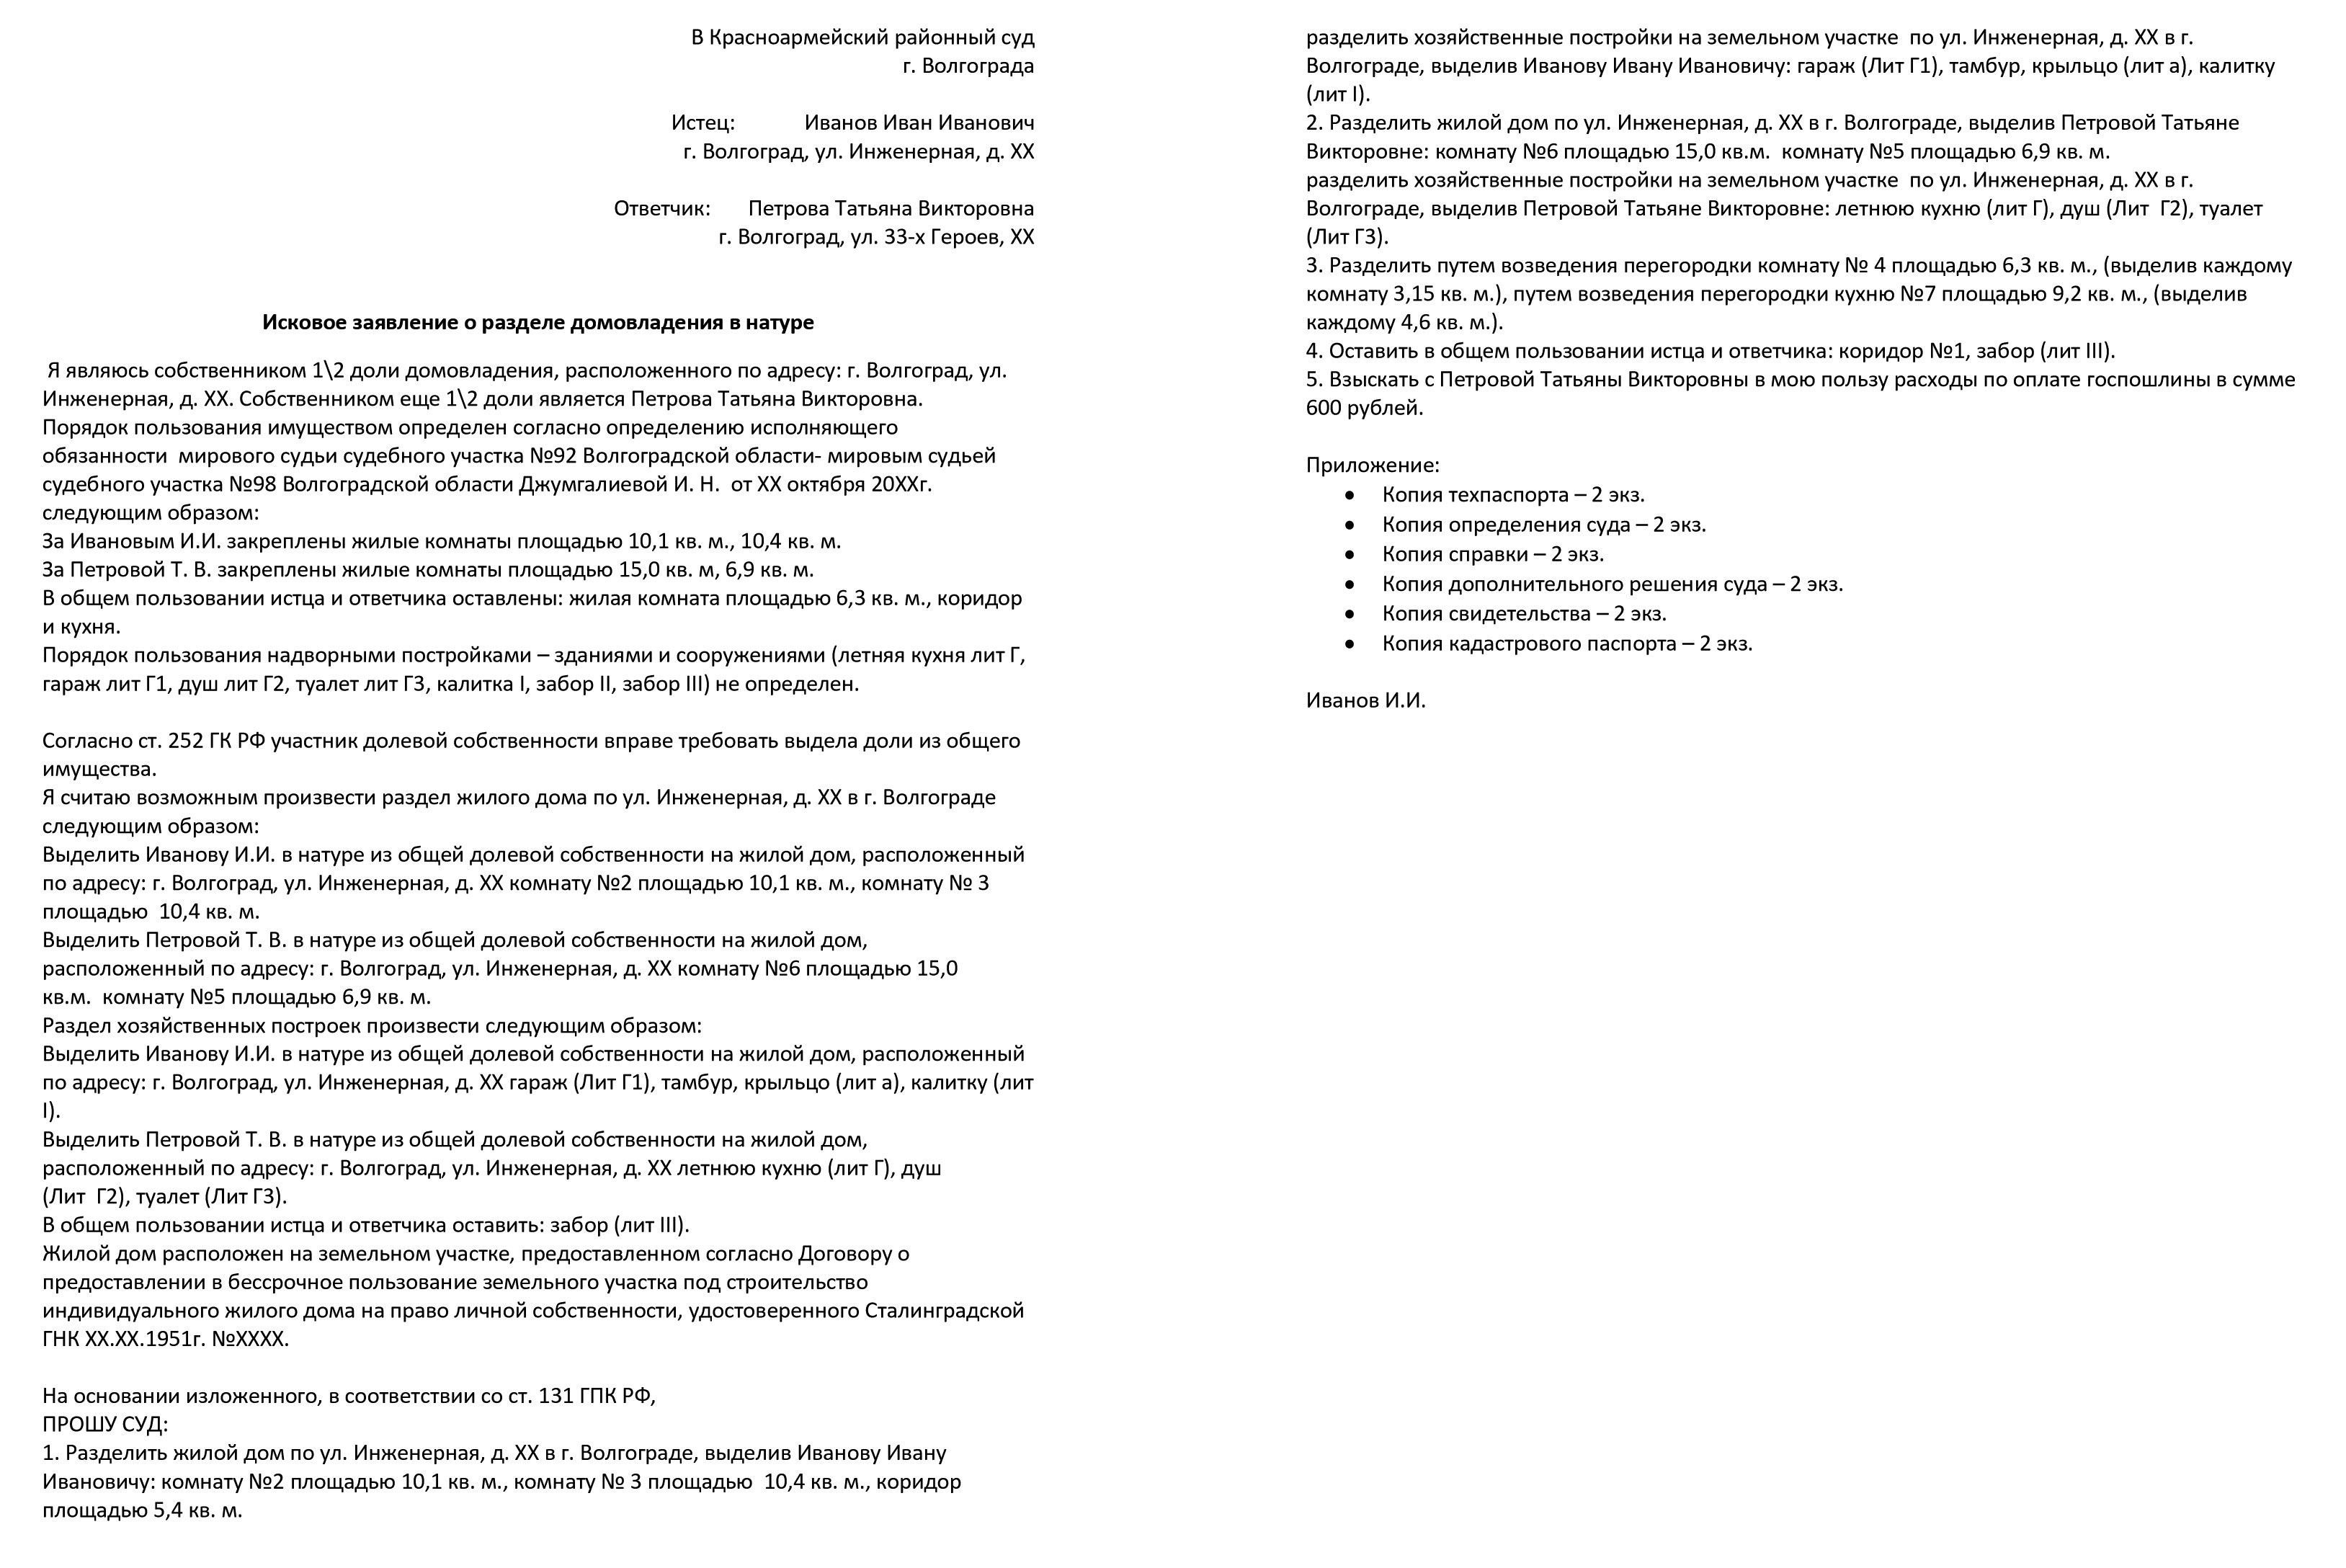 В Красноармейский районный суд
г. Волгограда
Истец: Иванов Иван Иванович
г. Волгоград, ул. Инженерная, д. XX
Ответчик: Петрова Татьяна Викторовна
г. Волгоград, ул. 33-х Героев, XX
Исковое заявление о разделе домовладения в натуре
Я являюсь собственником 1\2 доли домовладения, расположенного по адресу: г. Волгоград, ул.
Инженерная, д. XX. Собственником еще 1\2 доли является Петрова Татьяна Викторовна.
Порядок пользования имуществом определен согласно определению исполняющего
обязанности  мирового судьи судебного участка №92 Волгоградской области- мировым судьей
судебного участка №98 Волгоградской области Джумгалиевой И. Н.  от XX октября 20XXг.
следующим образом:
За Ивановым И.И. закреплены жилые комнаты площадью 10,1 кв. м., 10,4 кв. м.
За Петровой Т. В. закреплены жилые комнаты площадью 15,0 кв. м, 6,9 кв. м.
В общем пользовании истца и ответчика оставлены: жилая комната площадью 6,3 кв. м., коридор
и кухня.
Порядок пользования надворными постройками – зданиями и сооружениями (летняя кухня лит Г,
гараж лит Г1, душ лит Г2, туалет лит Г3, калитка I, забор II, забор III) не определен.
Согласно ст. 252 ГК РФ участник долевой собственности вправе требовать выдела доли из общего
имущества.
Я считаю возможным произвести раздел жилого дома по ул. Инженерная, д. XX в г. Волгограде
следующим образом:
Выделить Иванову И.И. в натуре из общей долевой собственности на жилой дом, расположенный
по адресу: г. Волгоград, ул. Инженерная, д. XX комнату №2 площадью 10,1 кв. м., комнату № 3
площадью  10,4 кв. м.
Выделить Петровой Т. В. в натуре из общей долевой собственности на жилой дом,
расположенный по адресу: г. Волгоград, ул. Инженерная, д. XX комнату №6 площадью 15,0
кв.м.  комнату №5 площадью 6,9 кв. м.
Раздел хозяйственных построек произвести следующим образом:
Выделить Иванову И.И. в натуре из общей долевой собственности на жилой дом, расположенный
по адресу: г. Волгоград, ул. Инженерная, д. XX гараж (Лит Г1), тамбур, крыльцо (лит а), калитку (лит
I).
Выделить Петровой Т. В. в натуре из общей долевой собственности на жилой дом,
расположенный по адресу: г. Волгоград, ул. Инженерная, д. XX летнюю кухню (лит Г), душ
(Лит  Г2), туалет (Лит Г3).
В общем пользовании истца и ответчика оставить: забор (лит III).
Жилой дом расположен на земельном участке, предоставленном согласно Договору о
предоставлении в бессрочное пользование земельного участка под строительство
индивидуального жилого дома на право личной собственности, удостоверенного Сталинградской
ГНК XX.XX.1951г. №XXXX.
На основании изложенного, в соответствии со ст. 131 ГПК РФ,
ПРОШУ СУД:
1. Разделить жилой дом по ул. Инженерная, д. XX в г. Волгограде, выделив Иванову Ивану
Ивановичу: комнату №2 площадью 10,1 кв. м., комнату № 3 площадью  10,4 кв. м., коридор
площадью 5,4 кв. м.
разделить хозяйственные постройки на земельном участке  по ул. Инженерная, д. XX в г.
Волгограде, выделив Иванову Ивану Ивановичу: гараж (Лит Г1), тамбур, крыльцо (лит а), калитку
(лит I).
2. Разделить жилой дом по ул. Инженерная, д. XX в г. Волгограде, выделив Петровой Татьяне
Викторовне: комнату №6 площадью 15,0 кв.м.  комнату №5 площадью 6,9 кв. м.
разделить хозяйственные постройки на земельном участке  по ул. Инженерная, д. XX в г.
Волгограде, выделив Петровой Татьяне Викторовне: летнюю кухню (лит Г), душ (Лит  Г2), туалет
(Лит Г3).
3. Разделить путем возведения перегородки комнату № 4 площадью 6,3 кв. м., (выделив каждому
комнату 3,15 кв. м.), путем возведения перегородки кухню №7 площадью 9,2 кв. м., (выделив
каждому 4,6 кв. м.).
4. Оставить в общем пользовании истца и ответчика: коридор №1, забор (лит III).
5. Взыскать с Петровой Татьяны Викторовны в мою пользу расходы по оплате госпошлины в сумме
600 рублей.
Приложение:
• Копия техпаспорта – 2 экз.
• Копия определения суда – 2 экз.
• Копия справки – 2 экз.
• Копия дополнительного решения суда – 2 экз.
• Копия свидетельства – 2 экз.
• Копия кадастрового паспорта – 2 экз.
Иванов И.И.